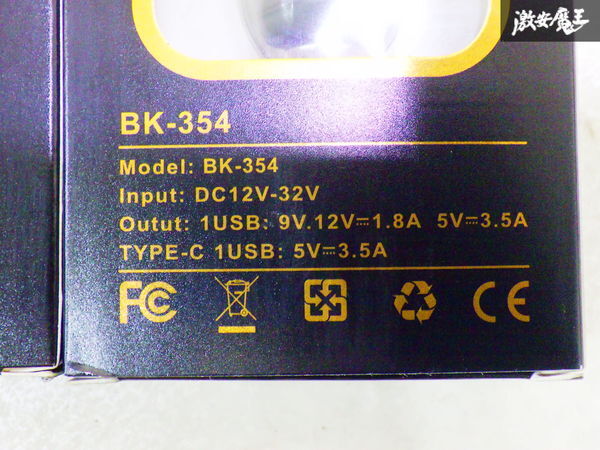 激安魔王
BK-354
Model: BK-354
Input: DC12V-32V
Outut: 1USB: 9V.12V⎓1.8A 5V⎓3.5A
TYPE-C 1USB: 5V⎓3.5A
FC CE